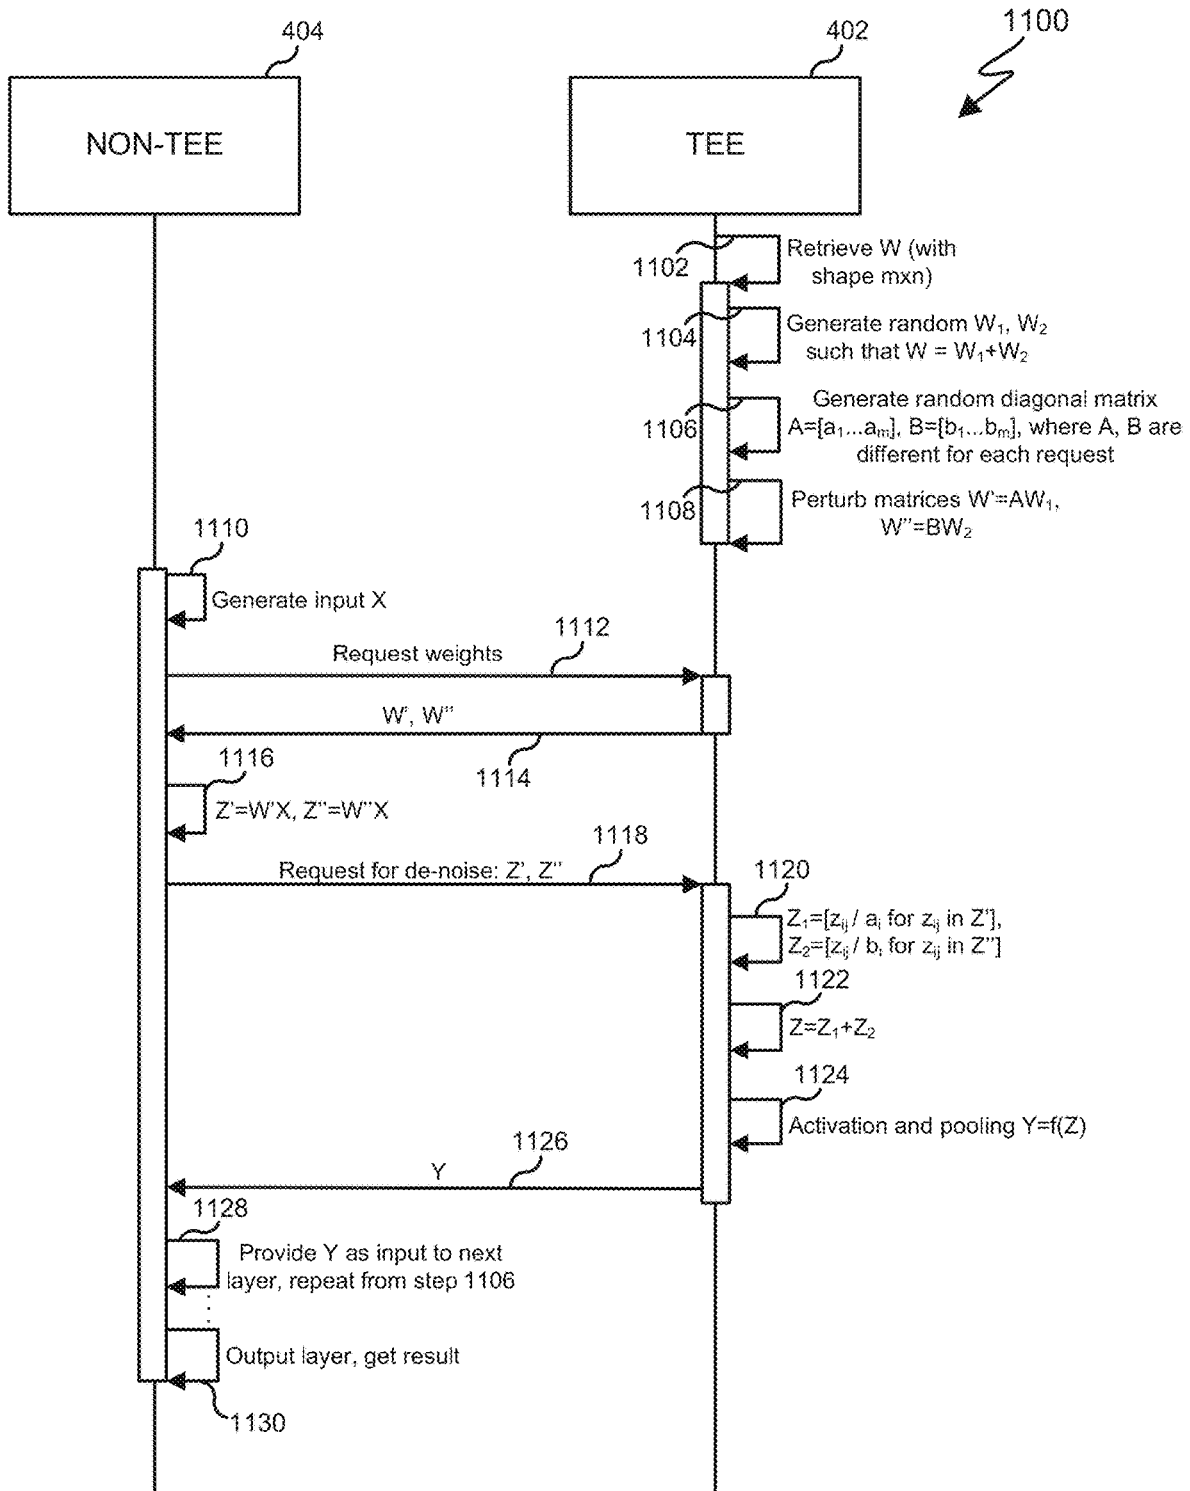 404
402
1100
NON-TEE
TEE
1102
Retrieve W (with
shape mxn)
1104
Generate random W₁, W₂
such that W = W₁+W₂
1106
Generate random diagonal matrix
A=[a₁...aₘ], B=[b₁...bₘ], where A, B are
different for each request
1108
Perturb matrices W'=AW₁,
W''=BW₂
1110
Generate input X
Request weights
1112
W', W''
1114
1116
Z'=W'X, Z''=W''X
Request for de-noise: Z', Z''
1118
1120
Z₁=[zᵢⱼ / aᵢ for zᵢⱼ in Z'],
Z₂=[zᵢⱼ / bᵢ for zᵢⱼ in Z'']
1122
Z=Z₁+Z₂
1124
Activation and pooling Y=f(Z)
Y
1126
1128
Provide Y as input to next
layer, repeat from step 1106
Output layer, get result
1130